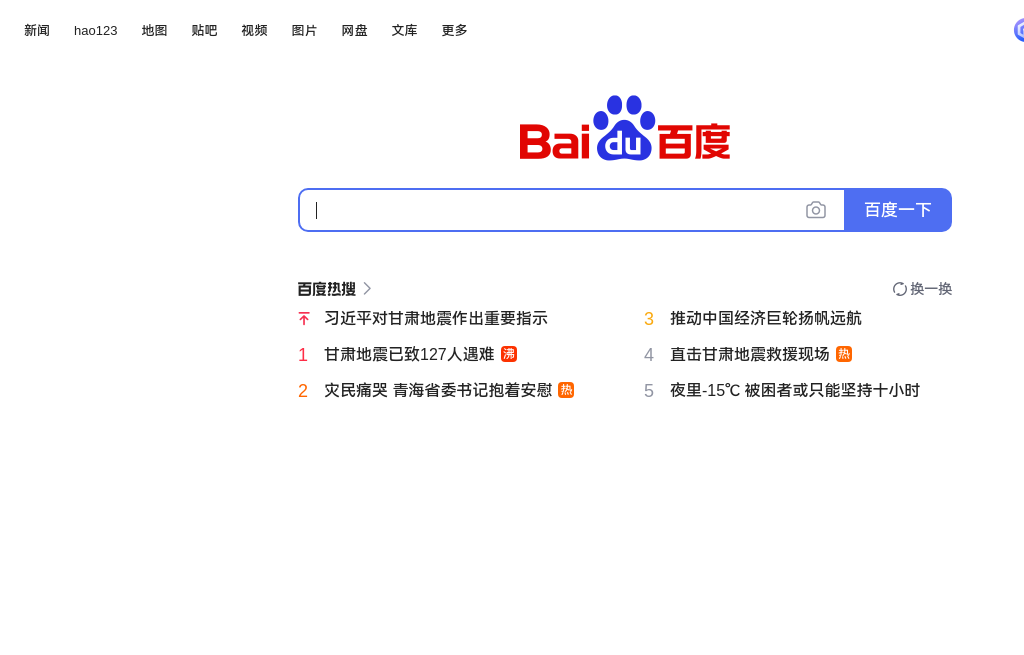 新闻 hao123 地图 贴吧 视频 图片 网盘 文库 更多
Bai du 百度
百度一下
百度热搜 换一换
习近平对甘肃地震作出重要指示
3 推动中国经济巨轮扬帆远航
1 甘肃地震已致127人遇难 沸
4 直击甘肃地震救援现场 热
2 灾民痛哭 青海省委书记抱着安慰 热
5 夜里-15℃ 被困者或只能坚持十小时